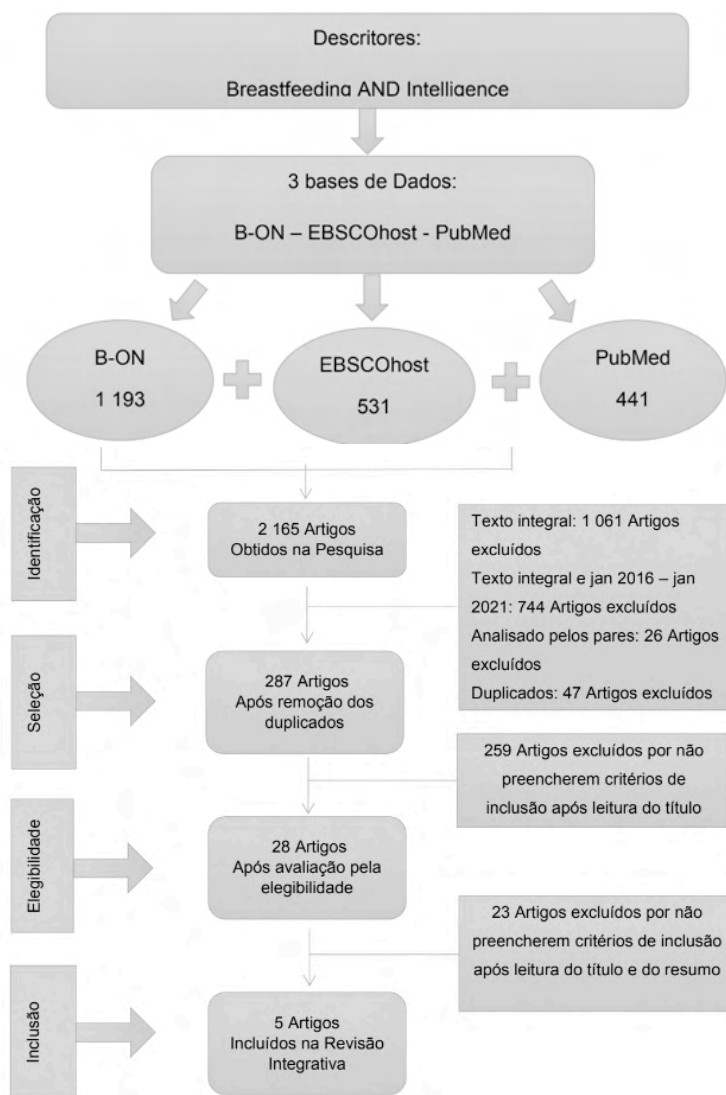 Descritores:
Breastfeeding AND Intelligence
3 bases de Dados:
B-ON – EBSCOhost - PubMed
B-ON
1 193
EBSCOhost
531
PubMed
441
Identificação
2 165 Artigos
Obtidos na Pesquisa
Texto integral: 1 061 Artigos
excluídos
Texto integral e jan 2016 – jan
2021: 744 Artigos excluídos
Analisado pelos pares: 26 Artigos
excluídos
Duplicados: 47 Artigos excluídos
Seleção
287 Artigos
Após remoção dos
duplicados
259 Artigos excluídos por não
preencherem critérios de
inclusão após leitura do título
Elegibilidade
28 Artigos
Após avaliação pela
elegibilidade
23 Artigos excluídos por não
preencherem critérios de inclusão
após leitura do título e do resumo
Inclusão
5 Artigos
Incluídos na Revisão
Integrativa